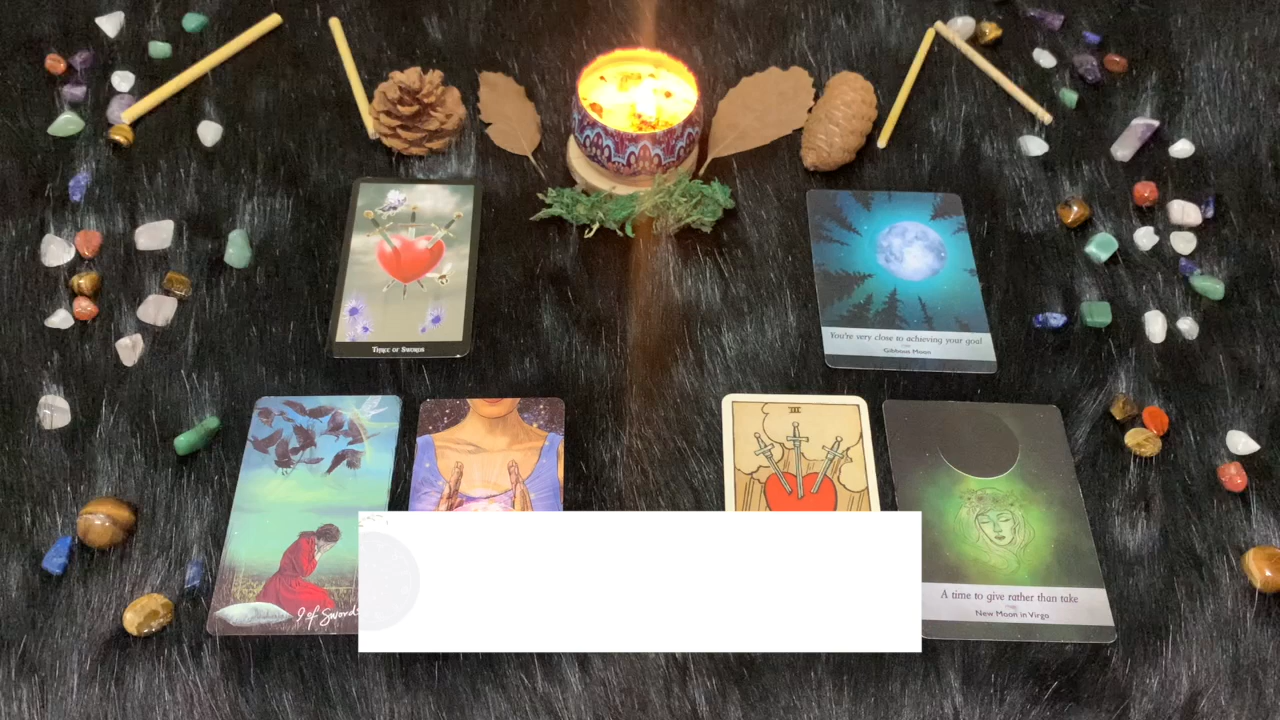 THREE OF SWORDS
You're very close to achieving your goal
Gibbous Moon
III
9 of Swords
A time to give rather than take
New Moon in Virgo